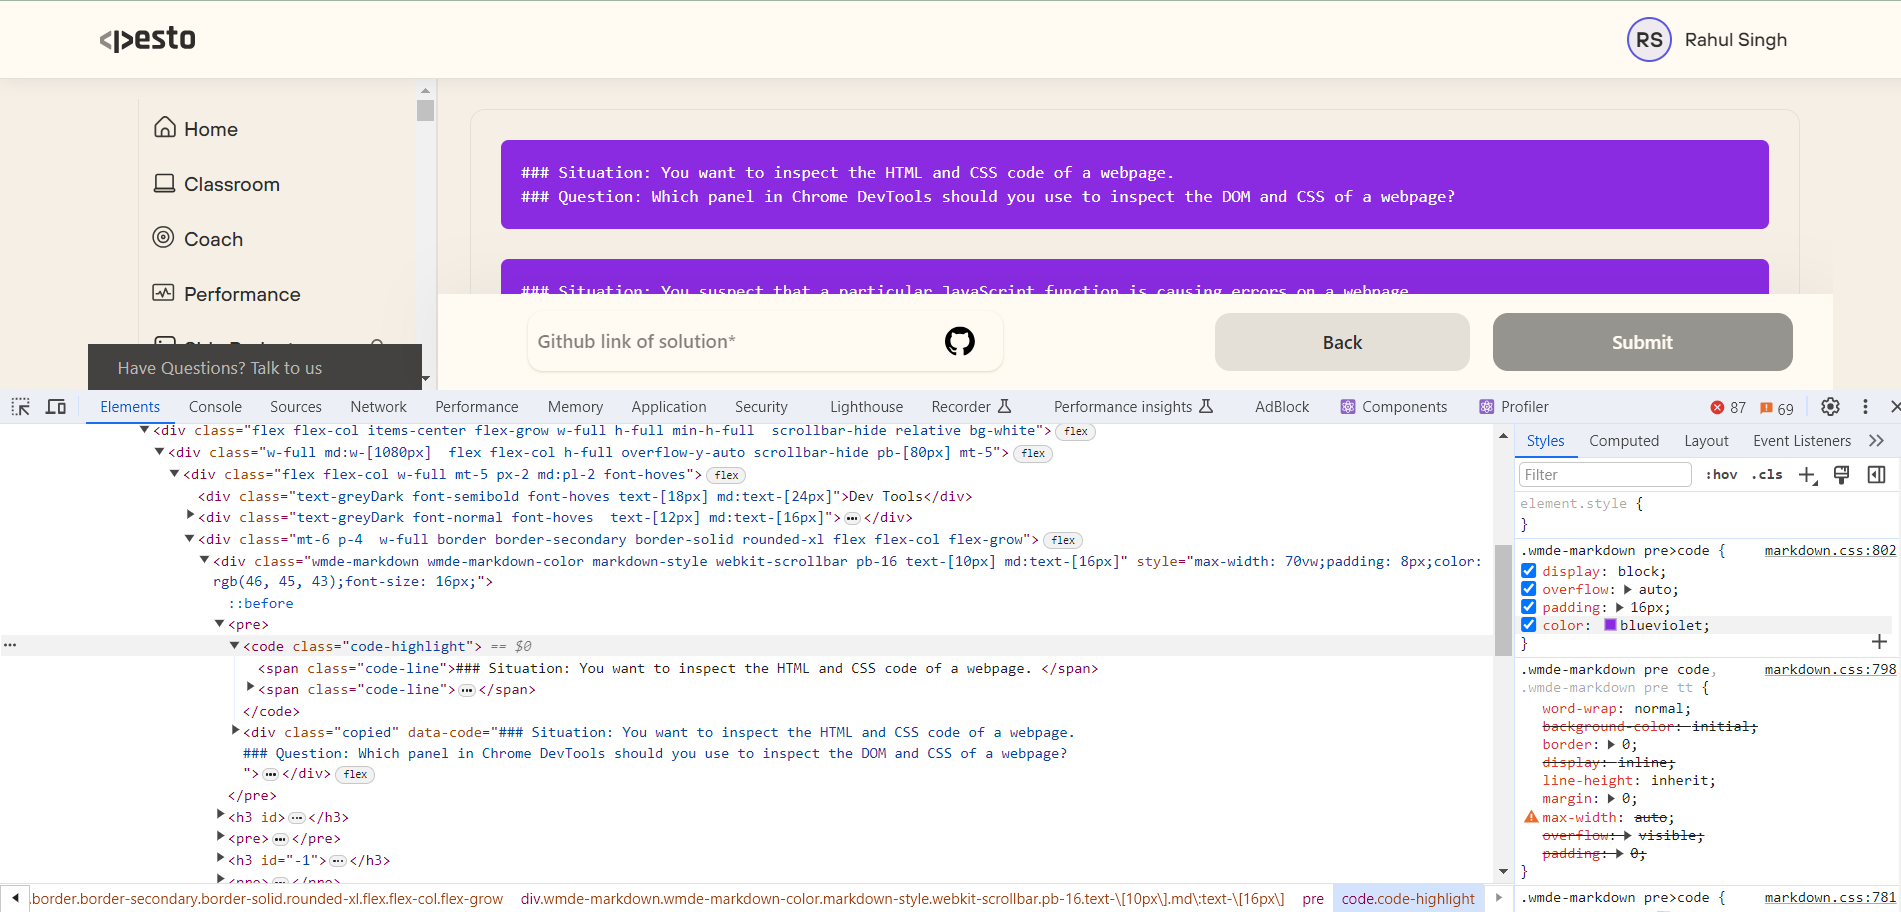 <pesto
RS Rahul Singh
Home
Classroom
Coach
Performance
Have Questions? Talk to us
### Situation: You want to inspect the HTML and CSS code of a webpage.
### Question: Which panel in Chrome DevTools should you use to inspect the DOM and CSS of a webpage?
### Situation: You suspect that a particular JavaScript function is causing errors on a webpage
Github link of solution*
Back
Submit
Elements Console Sources Network Performance Memory Application Security Lighthouse Recorder Performance insights AdBlock Components Profiler 87 69
<div class="flex flex-col items-center flex-grow w-full h-full min-h-full  scrollbar-hide relative bg-white"> flex
<div class="w-full md:w-[1080px]  flex flex-col h-full overflow-y-auto scrollbar-hide pb-[80px] mt-5"> flex
<div class="flex flex-col w-full mt-5 px-2 md:pl-2 font-hoves"> flex
<div class="text-greyDark font-semibold font-hoves text-[18px] md:text-[24px]">Dev Tools</div>
<div class="text-greyDark font-normal font-hoves  text-[12px] md:text-[16px]">…</div>
<div class="mt-6 p-4  w-full border border-secondary border-solid rounded-xl flex flex-col flex-grow"> flex
<div class="wmde-markdown wmde-markdown-color markdown-style webkit-scrollbar pb-16 text-[10px] md:text-[16px]" style="max-width: 70vw;padding: 8px;color:
rgb(46, 45, 43);font-size: 16px;">
::before
<pre>
… <code class="code-highlight"> == $0
<span class="code-line">### Situation: You want to inspect the HTML and CSS code of a webpage. </span>
<span class="code-line">…</span>
</code>
<div class="copied" data-code="### Situation: You want to inspect the HTML and CSS code of a webpage.
### Question: Which panel in Chrome DevTools should you use to inspect the DOM and CSS of a webpage?
">…</div> flex
</pre>
<h3 id>…</h3>
<pre>…</pre>
<h3 id="-1">…</h3>
<pre>…</pre>
.border.border-secondary.border-solid.rounded-xl.flex.flex-col.flex-grow div.wmde-markdown.wmde-markdown-color.markdown-style.webkit-scrollbar.pb-16.text-\[10px\].md\:text-\[16px\] pre code.code-highlight
Styles Computed Layout Event Listeners
Filter :hov .cls
element.style {
}
.wmde-markdown pre>code { markdown.css:802
display: block;
overflow: auto;
padding: 16px;
color: blueviolet;
}
.wmde-markdown pre code, markdown.css:798
.wmde-markdown pre tt {
word-wrap: normal;
background-color: initial;
border: 0;
display: inline;
line-height: inherit;
margin: 0;
max-width: auto;
overflow: visible;
padding: 0;
}
.wmde-markdown pre>code { markdown.css:781